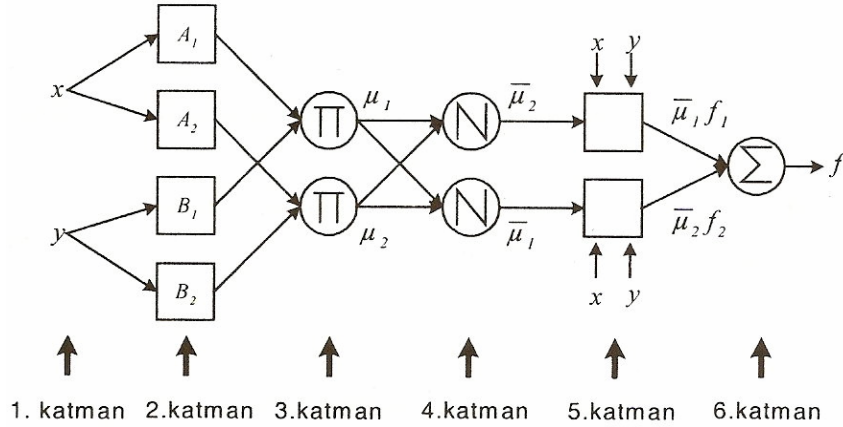 A1
x
A2
B1
y
B2
Π
μ1
Π
μ2
N
μ̅2
N
μ̅1
x y
x y
μ̅1 f1
μ̅2 f2
Σ
f
1. katman 2.katman 3.katman 4.katman 5.katman 6.katman